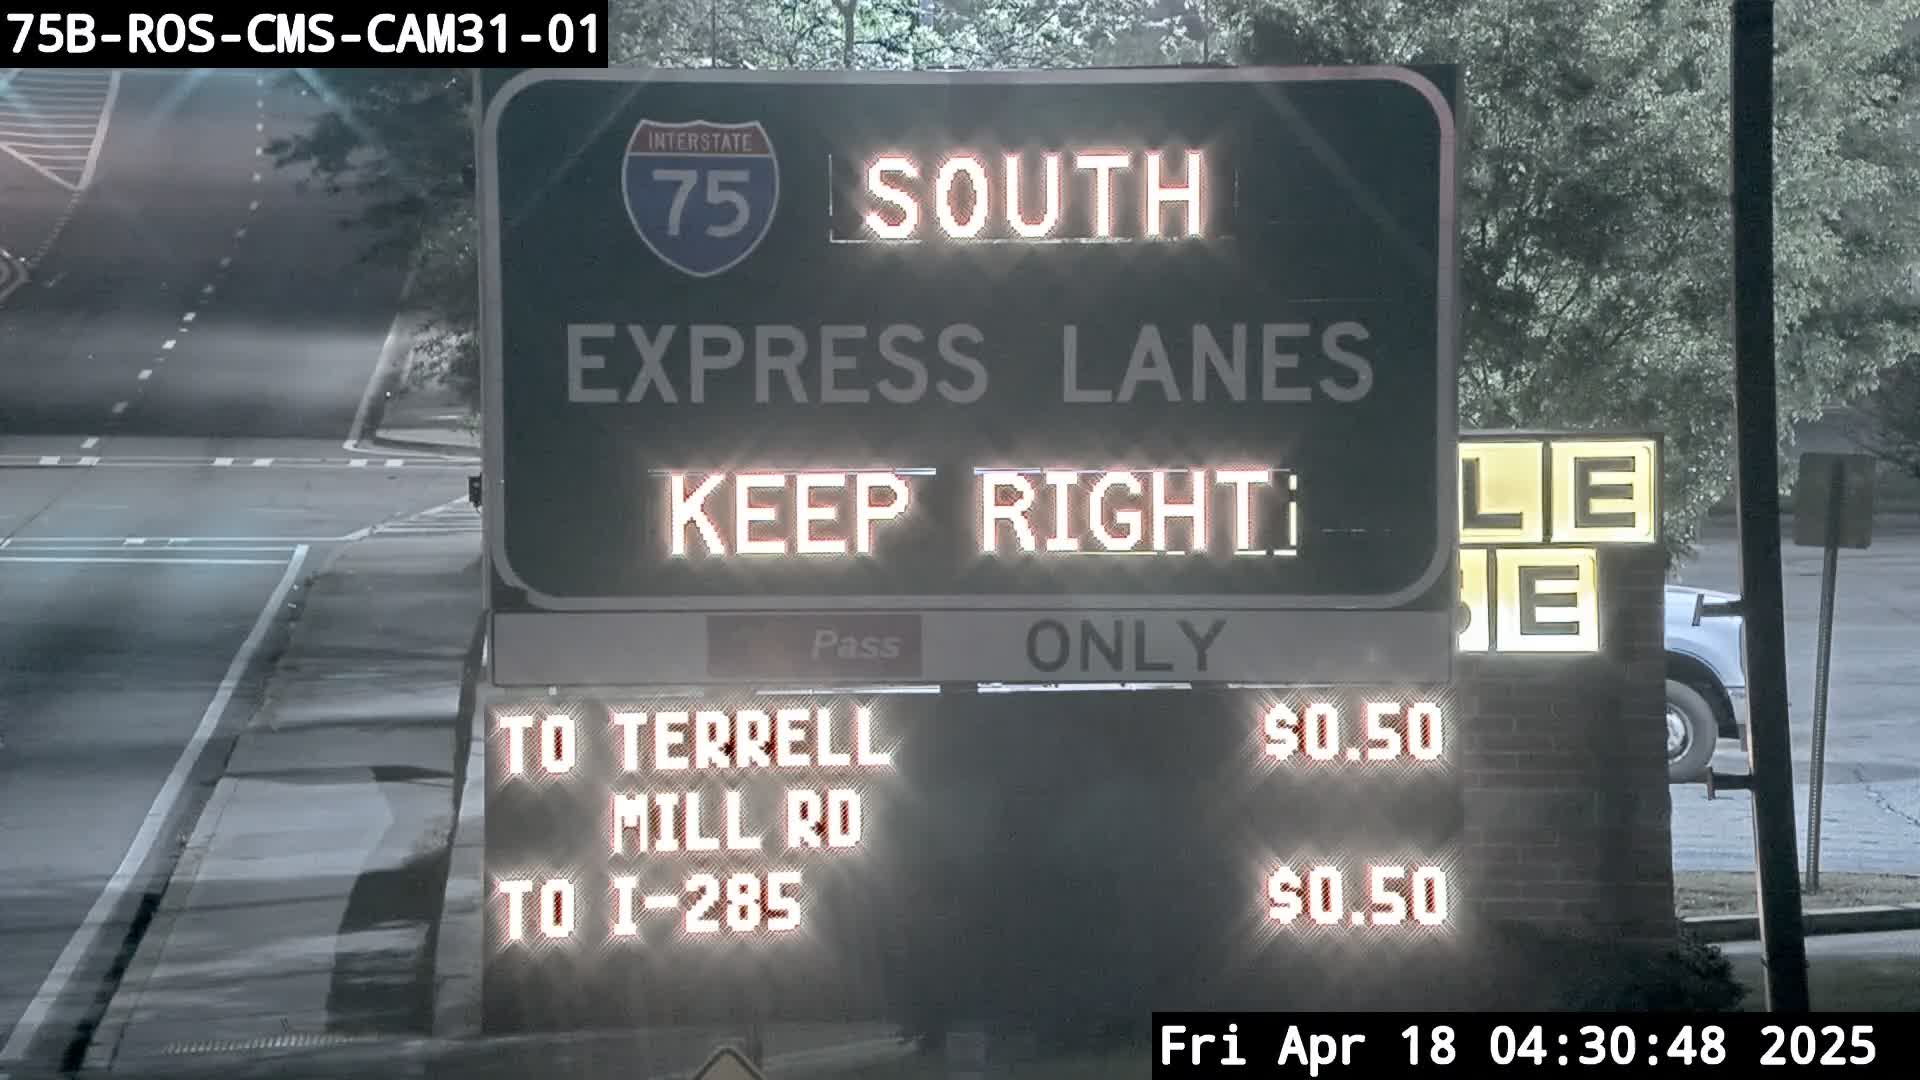 75B-ROS-CMS-CAM31-01
INTERSTATE
75
SOUTH
EXPRESS LANES
KEEP RIGHT
Pass ONLY
LE
E
TO TERRELL $0.50
MILL RD
TO I-285 $0.50
Fri Apr 18 04:30:48 2025